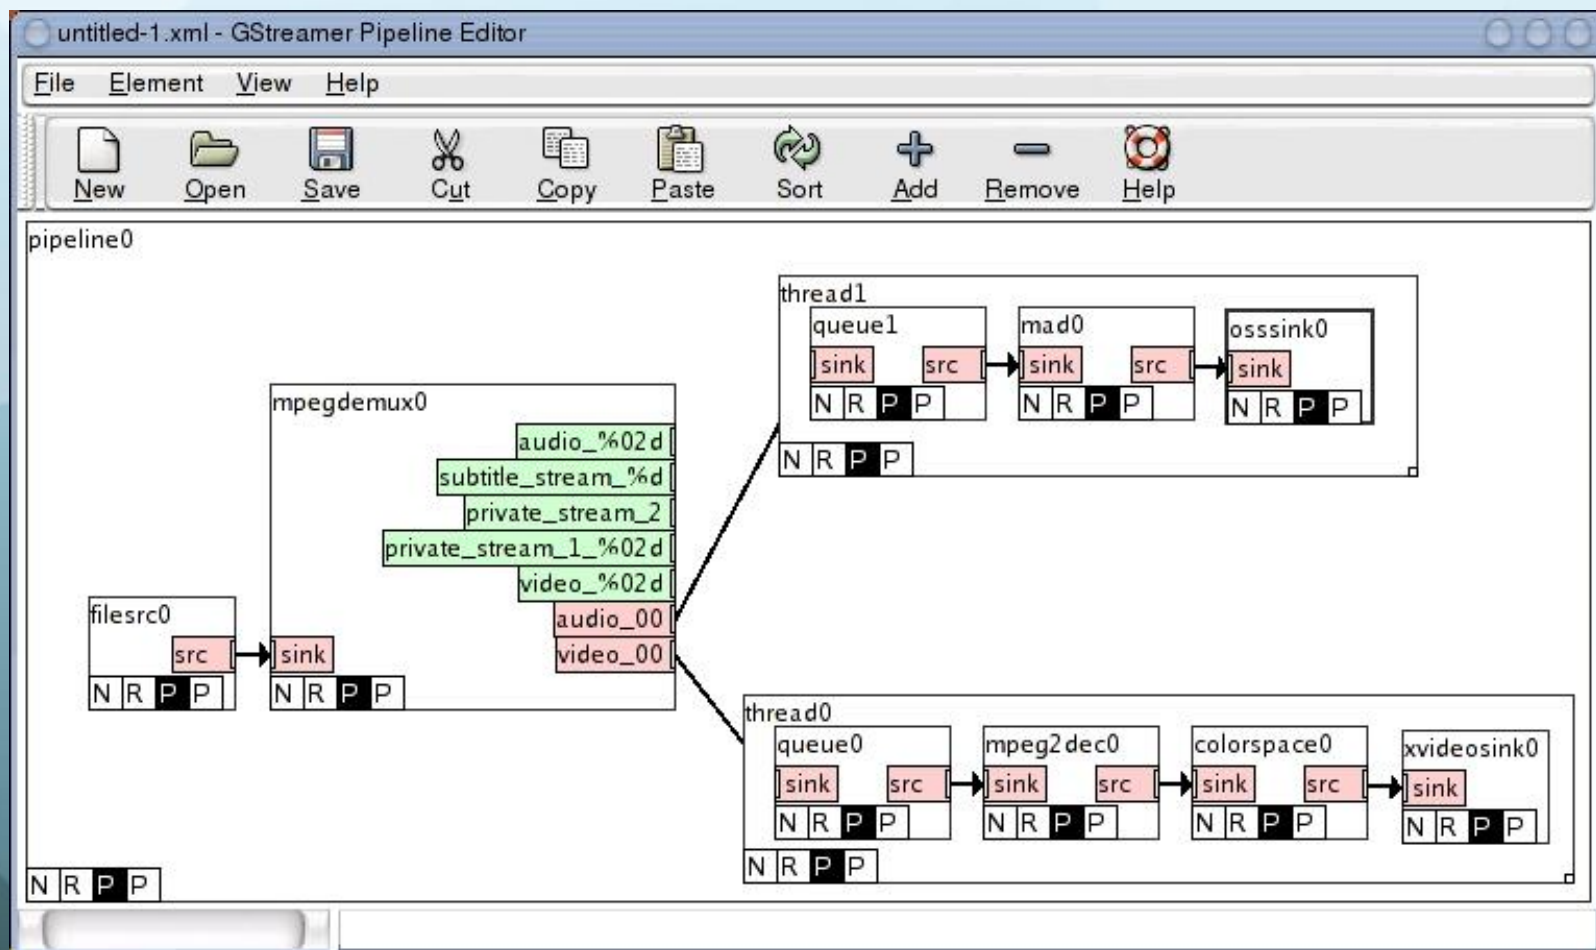 untitled-1.xml - GStreamer Pipeline Editor
File Element View Help
New Open Save Cut Copy Paste Sort Add Remove Help
pipeline0
thread1
queue1 mad0 osssink0
sink src sink src sink
N R P P N R P P N R P P
N R P P
mpegdemux0
audio_%02d
subtitle_stream_%d
private_stream_2
private_stream_1_%02d
video_%02d
audio_00
filesrc0
src sink video_00
N R P P N R P P
thread0
queue0 mpeg2dec0 colorspace0 xvideosink0
sink src sink src sink src sink
N R P P N R P P N R P P N R P P
N R P P
N R P P